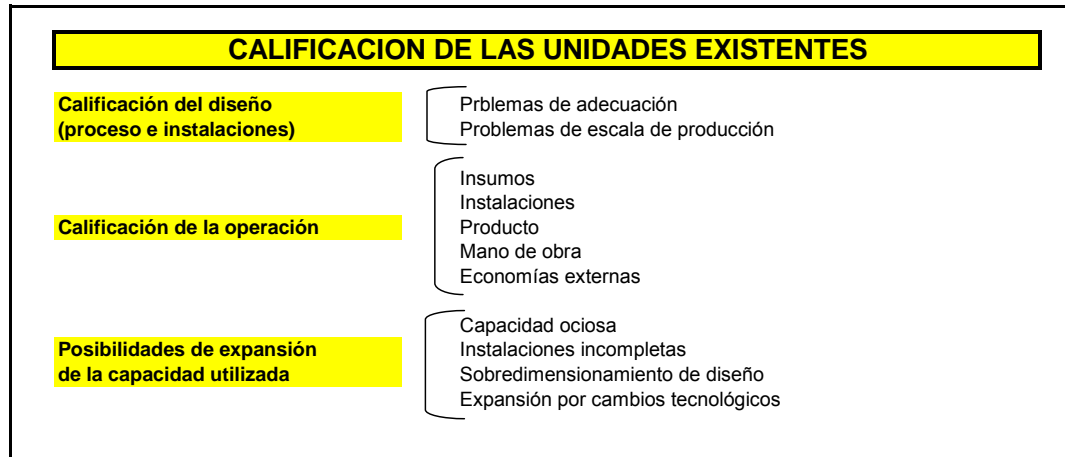 CALIFICACION DE LAS UNIDADES EXISTENTES
Calificación del diseño
(proceso e instalaciones)
Prblemas de adecuación
Problemas de escala de producción
Calificación de la operación
Insumos
Instalaciones
Producto
Mano de obra
Economías externas
Posibilidades de expansión
de la capacidad utilizada
Capacidad ociosa
Instalaciones incompletas
Sobredimensionamiento de diseño
Expansión por cambios tecnológicos